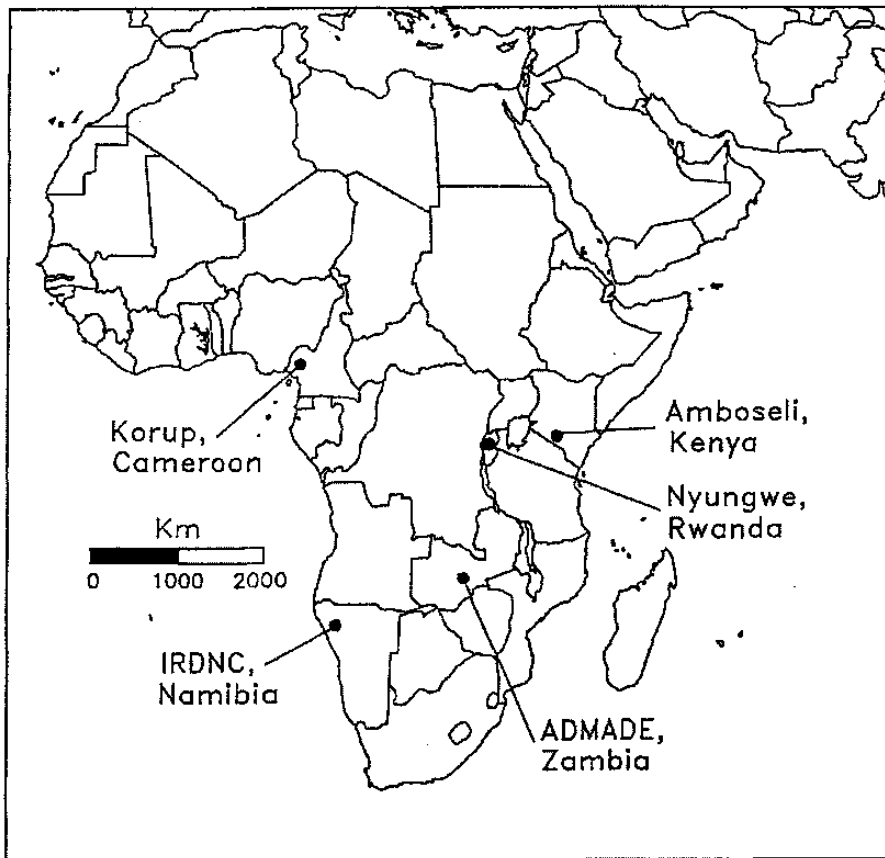 Korup,
Cameroon
Amboseli,
Kenya
Nyungwe,
Rwanda
Km
0 1000 2000
IRDNC,
Namibia
ADMADE,
Zambia